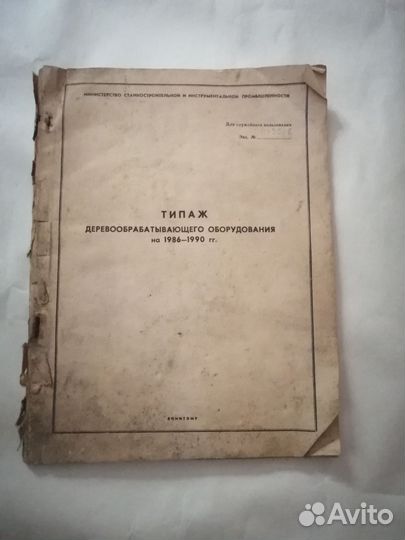 МИНИСТЕРСТВО СТАНКОСТРОИТЕЛЬНОЙ И ИНСТРУМЕНТАЛЬНОЙ ПРОМЫШЛЕННОСТИ
Для служебного пользования
Экз. №
ТИПАЖ
ДЕРЕВООБРАБАТЫВАЮЩЕГО ОБОРУДОВАНИЯ
на 1986—1990 гг.
Avito